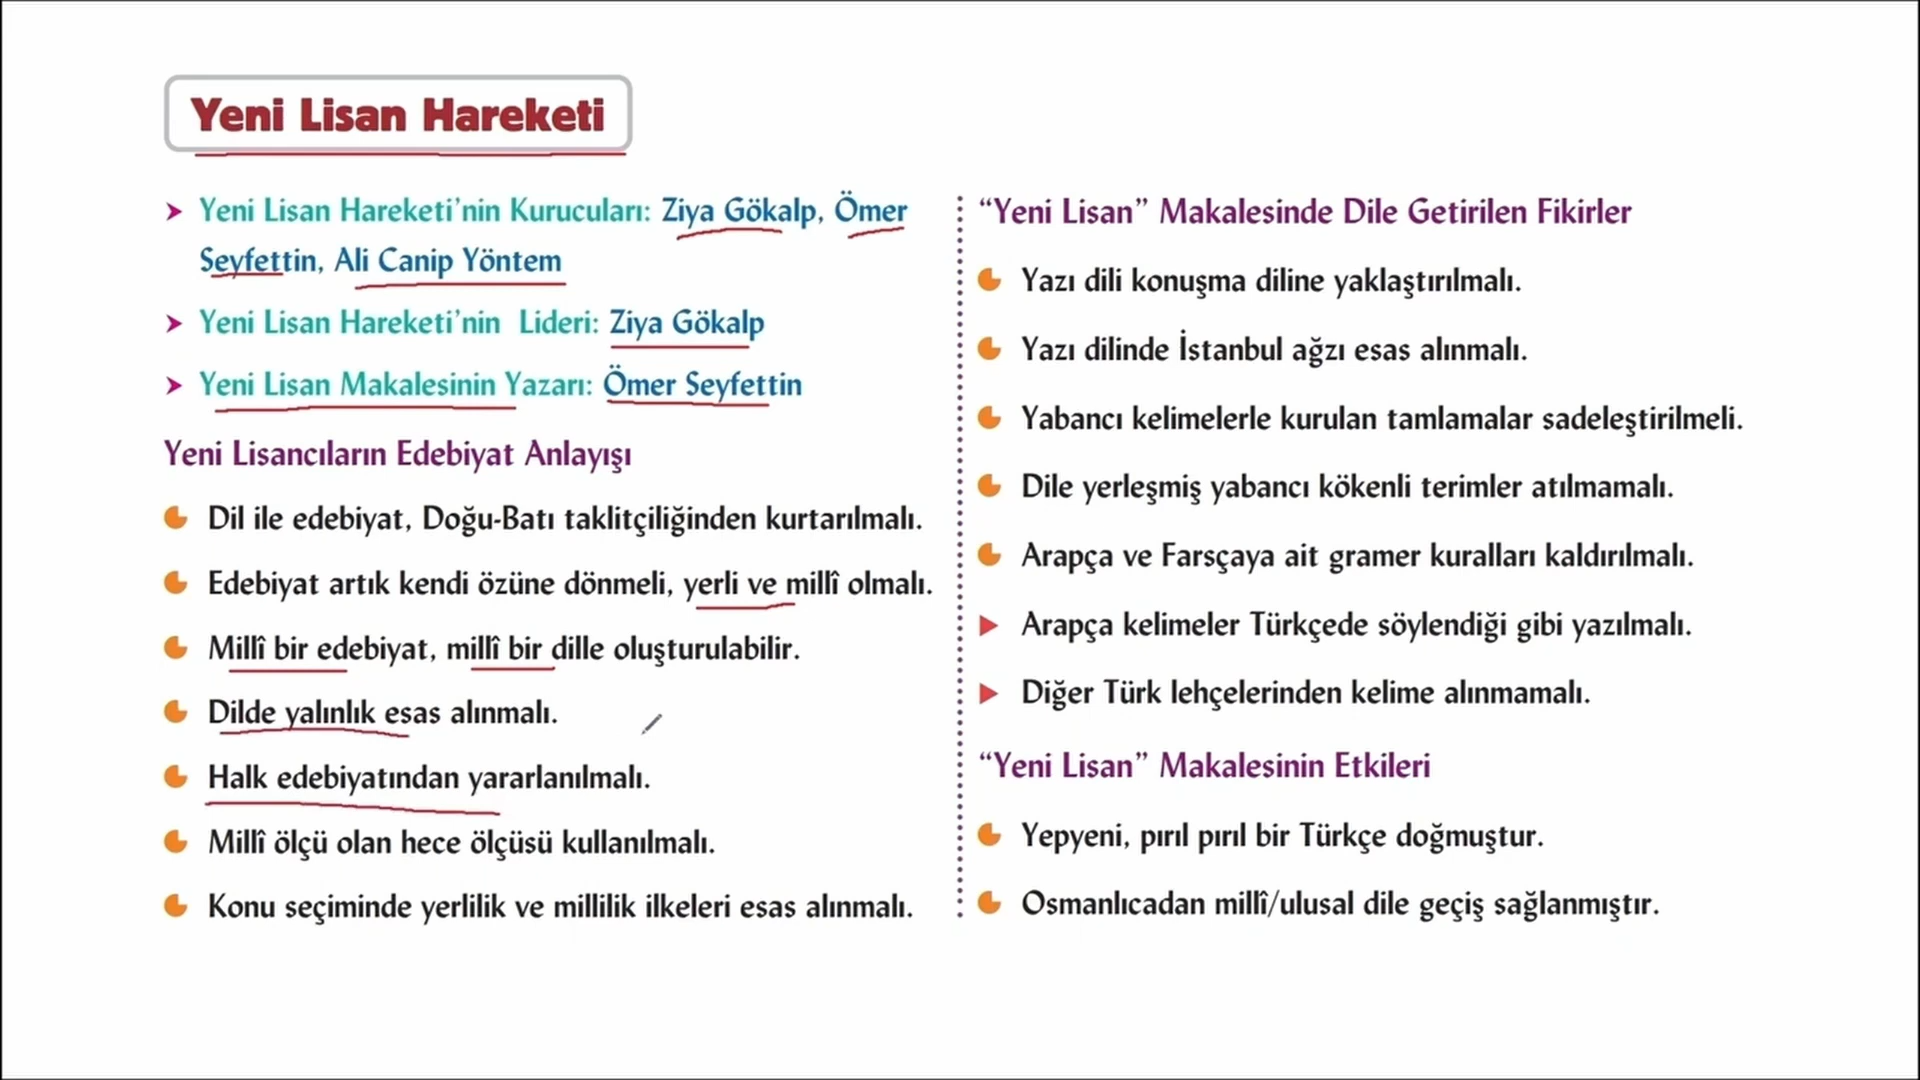 Yeni Lisan Hareketi
Yeni Lisan Hareketi'nin Kurucuları: Ziya Gökalp, Ömer
Seyfettin, Ali Canip Yöntem
Yeni Lisan Hareketi'nin Lideri: Ziya Gökalp
Yeni Lisan Makalesinin Yazarı: Ömer Seyfettin
Yeni Lisancıların Edebiyat Anlayışı
Dil ile edebiyat, Doğu-Batı taklitçiliğinden kurtarılmalı.
Edebiyat artık kendi özüne dönmeli, yerli ve millî olmalı.
Millî bir edebiyat, millî bir dille oluşturulabilir.
Dilde yalınlık esas alınmalı.
Halk edebiyatından yararlanılmalı.
Millî ölçü olan hece ölçüsü kullanılmalı.
Konu seçiminde yerlilik ve millilik ilkeleri esas alınmalı.
“Yeni Lisan” Makalesinde Dile Getirilen Fikirler
Yazı dili konuşma diline yaklaştırılmalı.
Yazı dilinde İstanbul ağzı esas alınmalı.
Yabancı kelimelerle kurulan tamlamalar sadeleştirilmeli.
Dile yerleşmiş yabancı kökenli terimler atılmamalı.
Arapça ve Farsçaya ait gramer kuralları kaldırılmalı.
Arapça kelimeler Türkçede söylendiği gibi yazılmalı.
Diğer Türk lehçelerinden kelime alınmamalı.
“Yeni Lisan” Makalesinin Etkileri
Yepyeni, pırıl pırıl bir Türkçe doğmuştur.
Osmanlıcadan millî/ulusal dile geçiş sağlanmıştır.